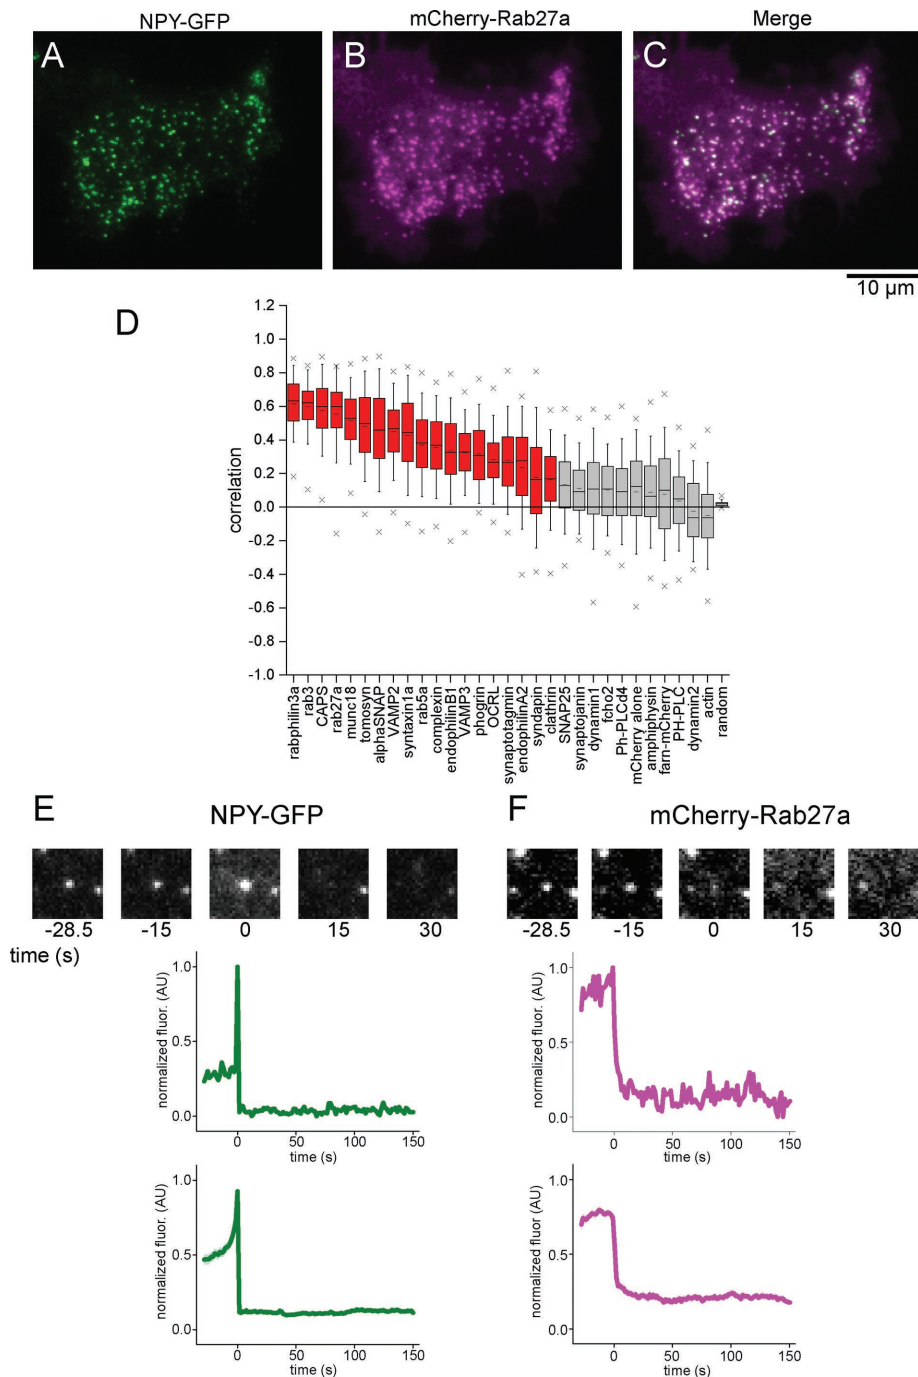 NPY-GFP
mCherry-Rab27a
Merge
A
B
C
10 µm
D
1.2
1.0
0.8
0.6
0.4
0.2
0.0
-0.2
-0.4
-0.6
-0.8
-1.0
correlation
rabphilin3a
rab3
CAPS
rab27a
munc18
tomosyn
alphaSNAP
VAMP2
syntaxin1a
rab5a
complexin
endophilinB1
VAMP3
phogrin
OCRL
synaptotagmin
endophilinA2
syndapin
clathrin
SNAP25
synaptojanin
dynamin1
fcho2
Ph-PLCd4
mCherry alone
amphiphysin
farn-mCherry
PH-PLC
dynamin2
actin
random
E
NPY-GFP
-28.5
-15
0
15
30
time (s)
1.0
0.5
0.0
normalized fluor. (AU)
0
50
100
150
time (s)
1.0
0.5
0.0
normalized fluor. (AU)
0
50
100
150
time (s)
F
mCherry-Rab27a
-28.5
-15
0
15
30
1.0
0.5
0.0
normalized fluor. (AU)
0
50
100
150
time (s)
1.0
0.5
0.0
normalized fluor (AU)
0
50
100
150
time (s)